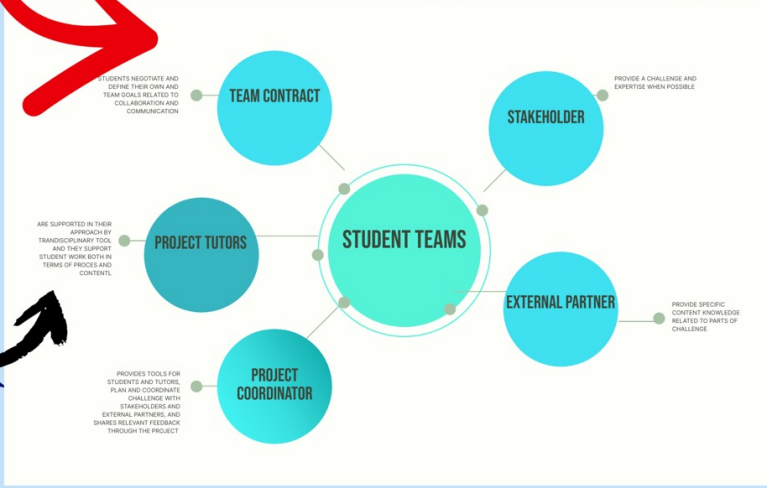 STUDENTS NEGOTIATE AND
DEFINE THEIR OWN AND
TEAM GOALS RELATED TO
COLLABORATION AND
COMMUNICATION
TEAM CONTRACT
PROVIDE A CHALLENGE AND
EXPERTISE WHEN POSSIBLE
STAKEHOLDER
ARE SUPPORTED IN THEIR
APPROACH BY
TRANDISCIPLINARY TOOL
AND THEY SUPPORT
STUDENT WORK BOTH IN
TERMS OF PROCES AND
CONTENTL
PROJECT TUTORS
STUDENT TEAMS
EXTERNAL PARTNER
PROVIDE SPECIFIC
CONTENT KNOWLEDGE
RELATED TO PARTS OF
CHALLENGE
PROVIDES TOOLS FOR
STUDENTS AND TUTORS,
PLAN AND COORDINATE
CHALLENGE WITH
STAKEHOLDERS AND
EXTERNAL PARTNERS, AND
SHARES RELEVANT FEEDBACK
THROUGH THE PROJECT
PROJECT
COORDINATOR